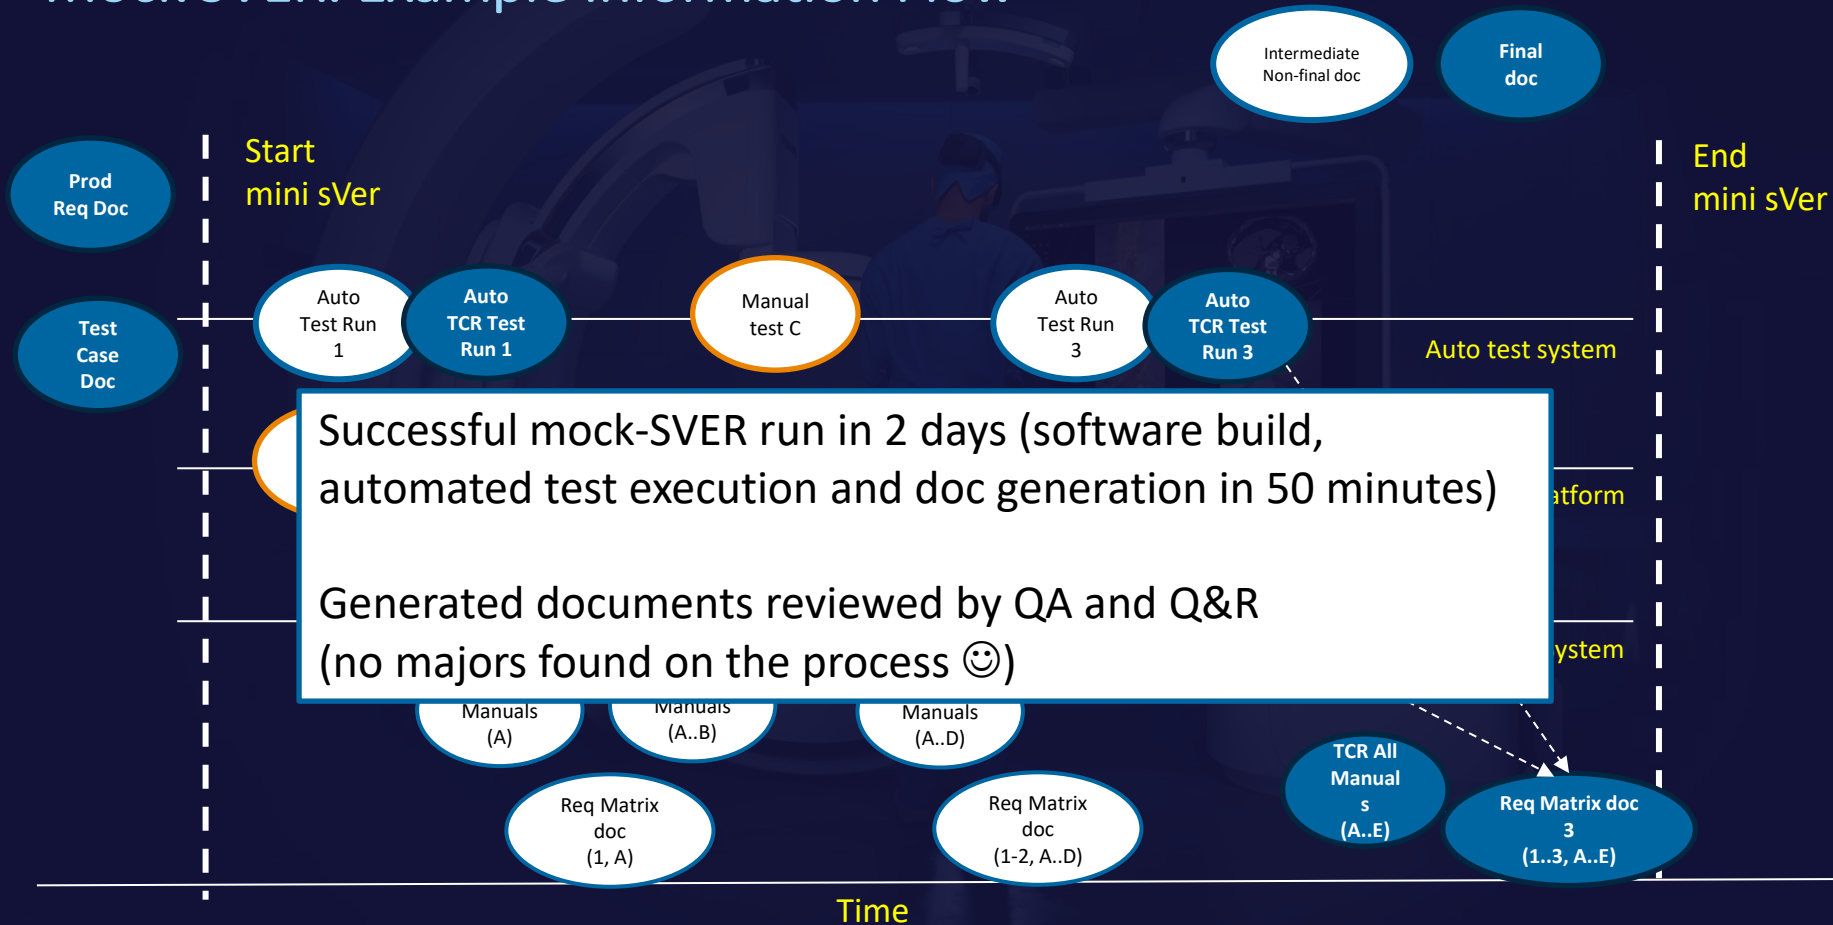 Intermediate
Non-final doc
Final
doc
Start
mini sVer
End
mini sVer
Prod
Req Doc
Test
Case
Doc
Auto
Test Run
1
Auto
TCR Test
Run 1
Manual
test C
Auto
Test Run
3
Auto
TCR Test
Run 3
Auto test system
Successful mock-SVER run in 2 days (software build,
automated test execution and doc generation in 50 minutes)
Generated documents reviewed by QA and Q&R
(no majors found on the process ☺)
atform
ystem
Manuals
(A)
Manuals
(A..B)
Manuals
(A..D)
TCR All
Manual
s
(A..E)
Req Matrix
doc
(1, A)
Req Matrix
doc
(1-2, A..D)
Req Matrix doc
3
(1..3, A..E)
Time